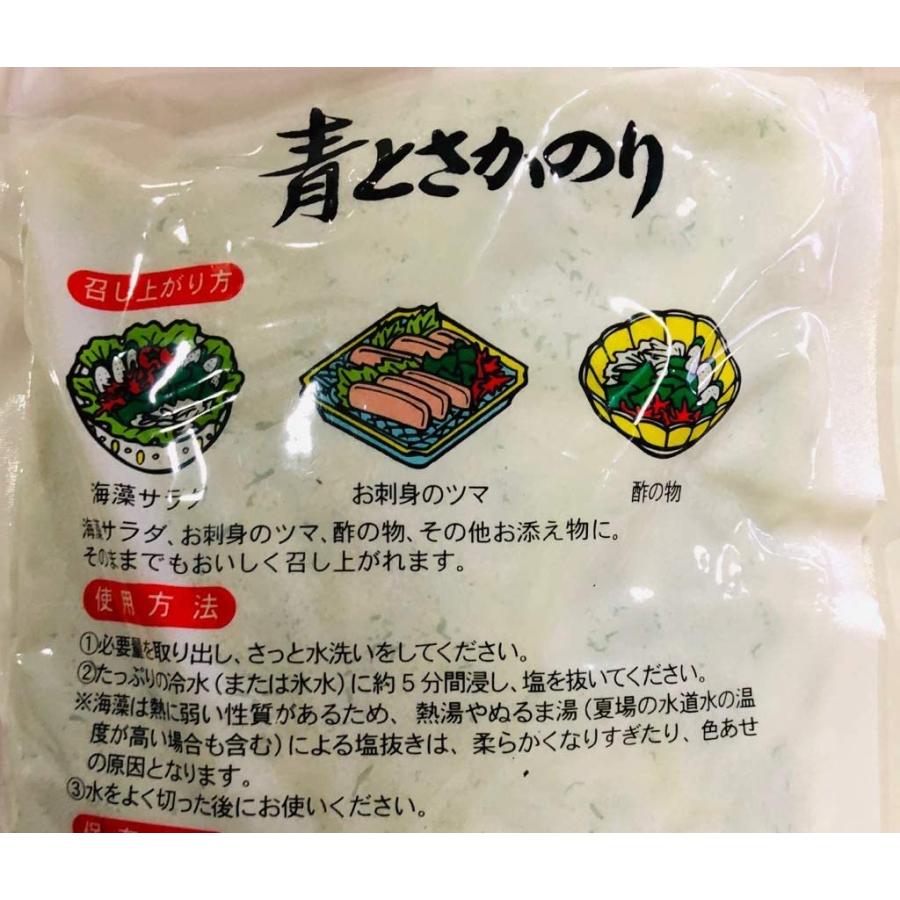 青とさかのり
召し上がり方
海藻サラダ
お刺身のツマ
酢の物
海藻サラダ、お刺身のツマ、酢の物、その他お添え物に。
そのままでもおいしく召し上がれます。
使用方法
①必要量を取り出し、さっと水洗いをしてください。
②たっぷりの冷水(または氷水)に約5分間浸し、塩を抜いてください。
※海藻は熱に弱い性質があるため、熱湯やぬるま湯(夏場の水道水の温
度が高い場合も含む)による塩抜きは、柔らかくなりすぎたり、色あせ
の原因となります。
③水をよく切った後にお使いください。